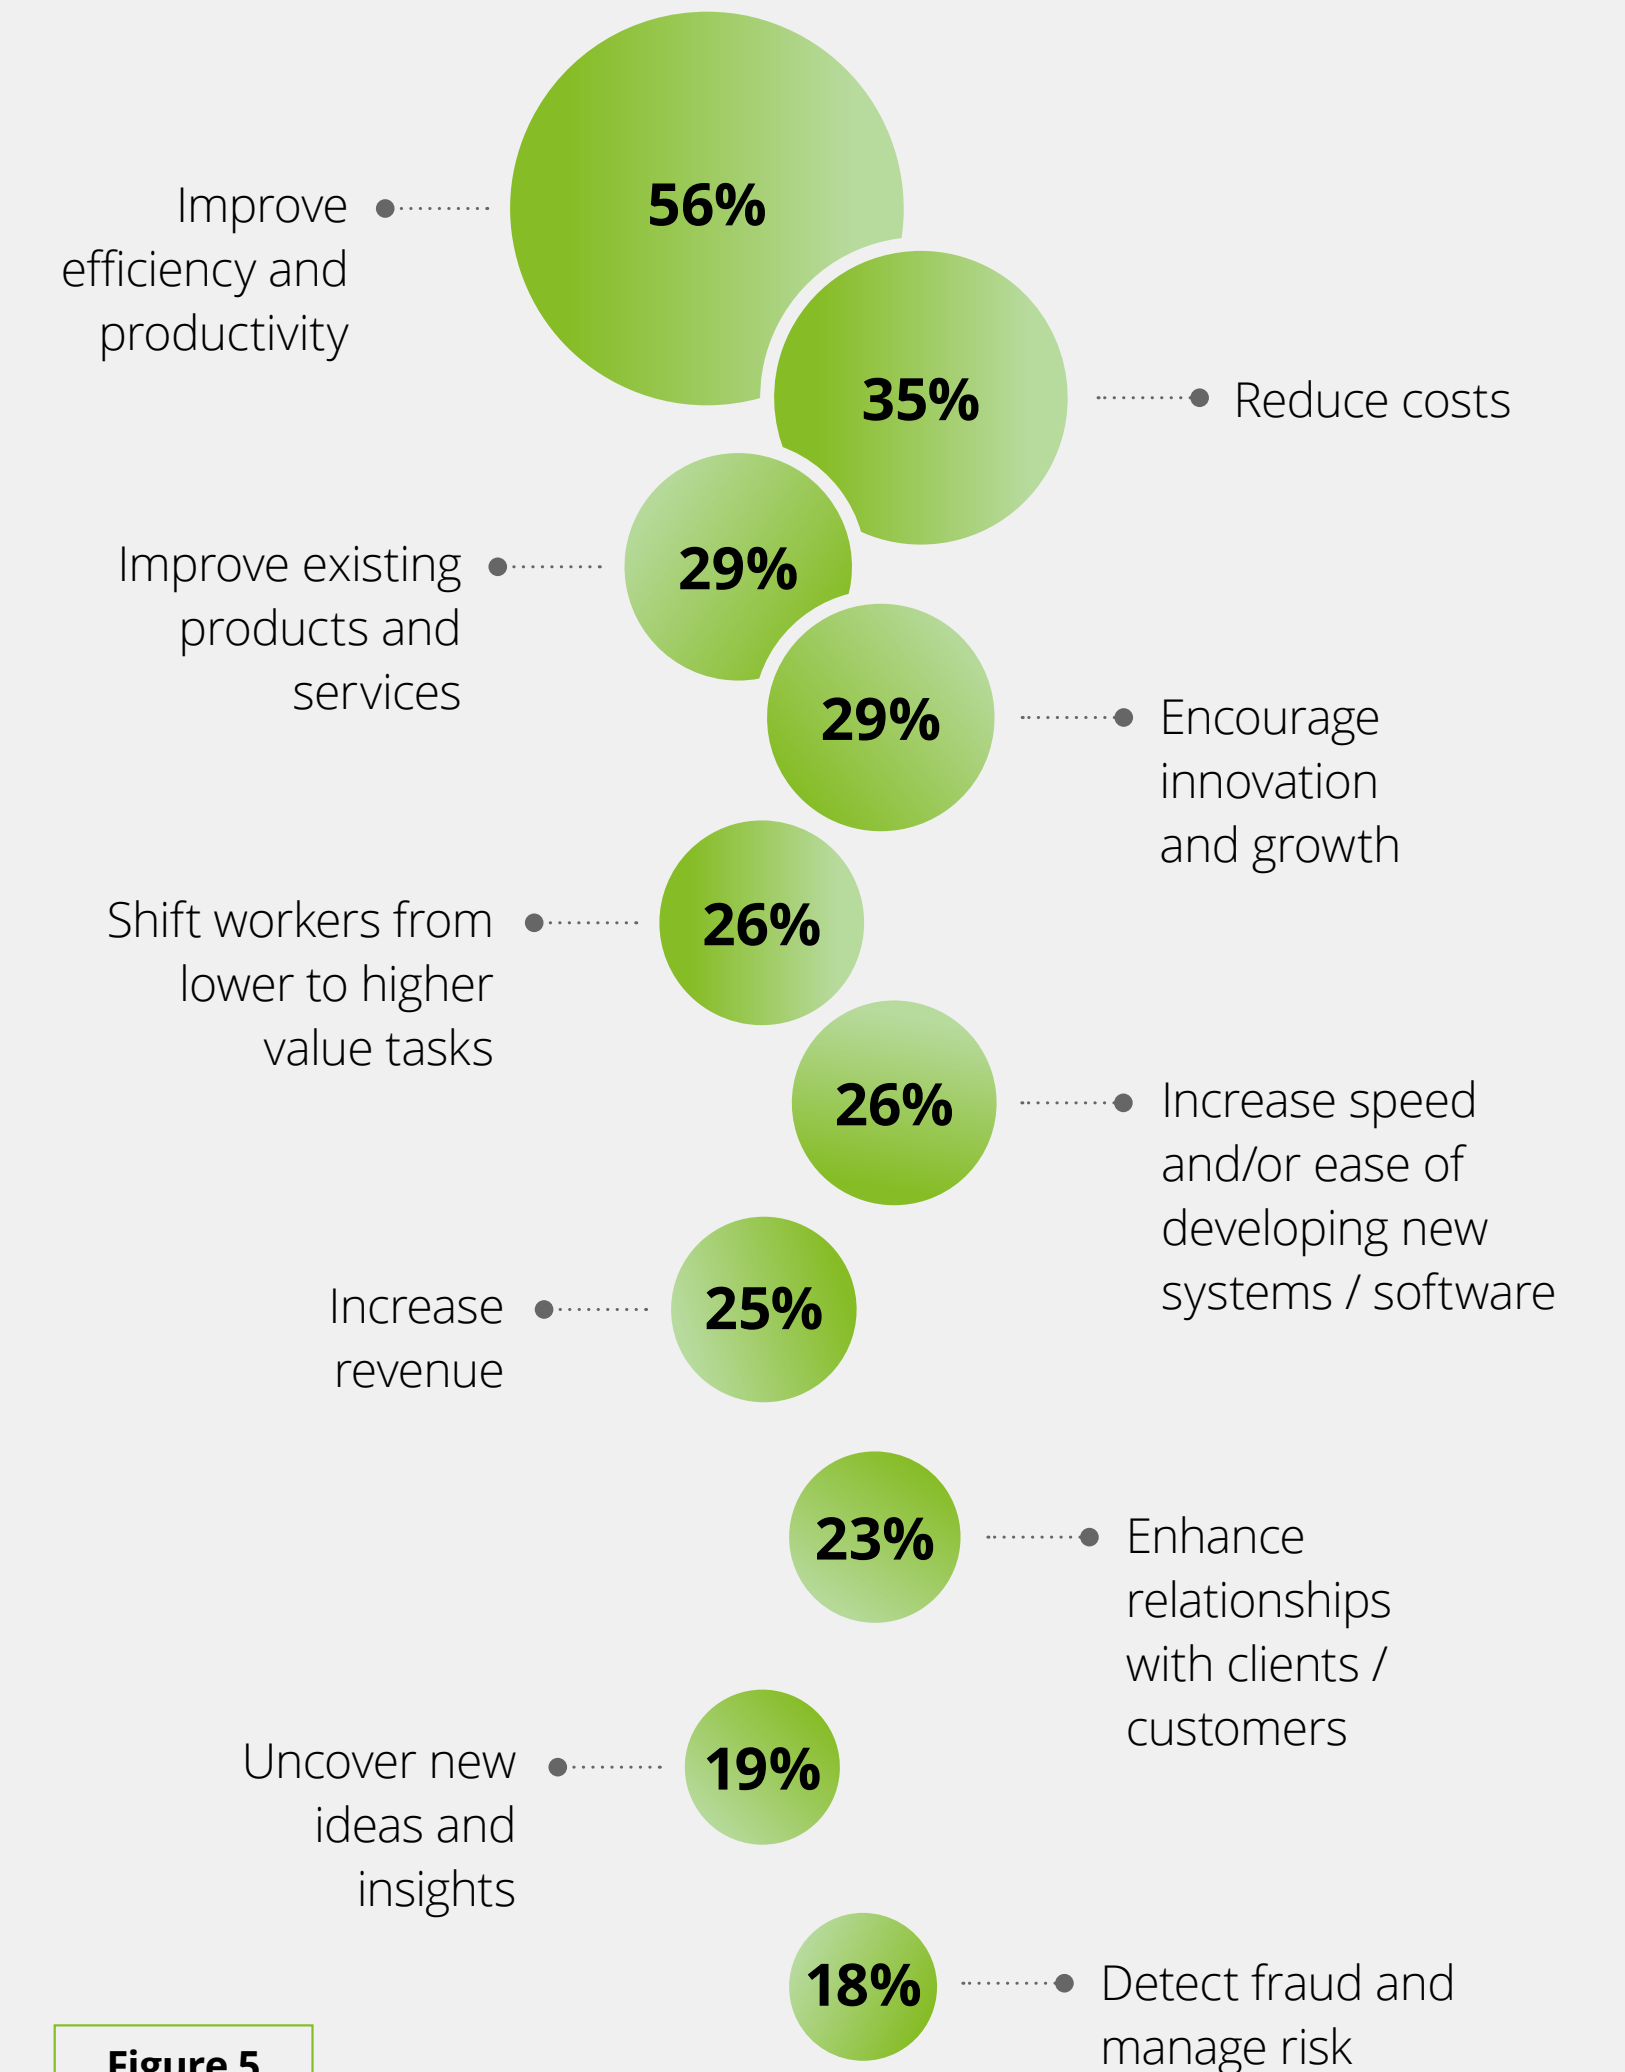 56%
Improve
efficiency and
productivity
35%
Reduce costs
29%
Improve existing
products and
services
29%
Encourage
innovation
and growth
26%
Shift workers from
lower to higher
value tasks
26%
Increase speed
and/or ease of
developing new
systems / software
25%
Increase
revenue
23%
Enhance
relationships
with clients /
customers
19%
Uncover new
ideas and
insights
18%
Detect fraud and
manage risk
Figure 5